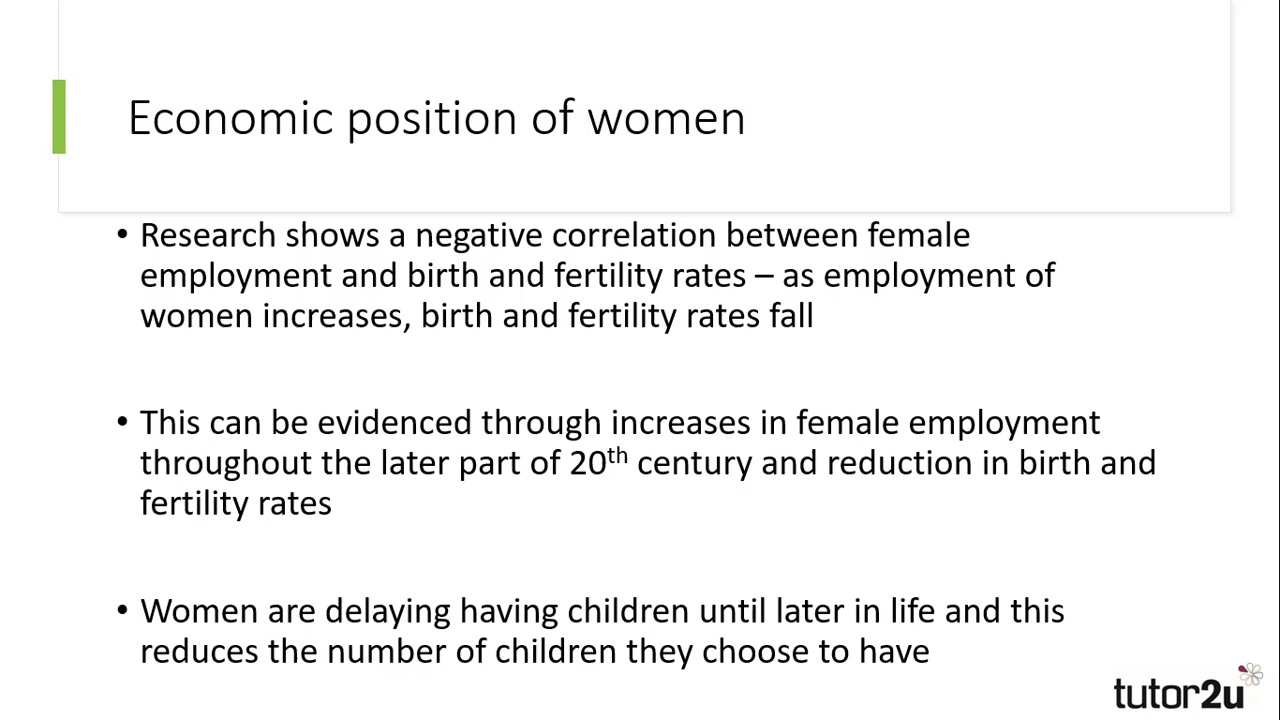 Economic position of women
• Research shows a negative correlation between female
employment and birth and fertility rates – as employment of
women increases, birth and fertility rates fall
• This can be evidenced through increases in female employment
throughout the later part of 20th century and reduction in birth and
fertility rates
• Women are delaying having children until later in life and this
reduces the number of children they choose to have
tutor2u